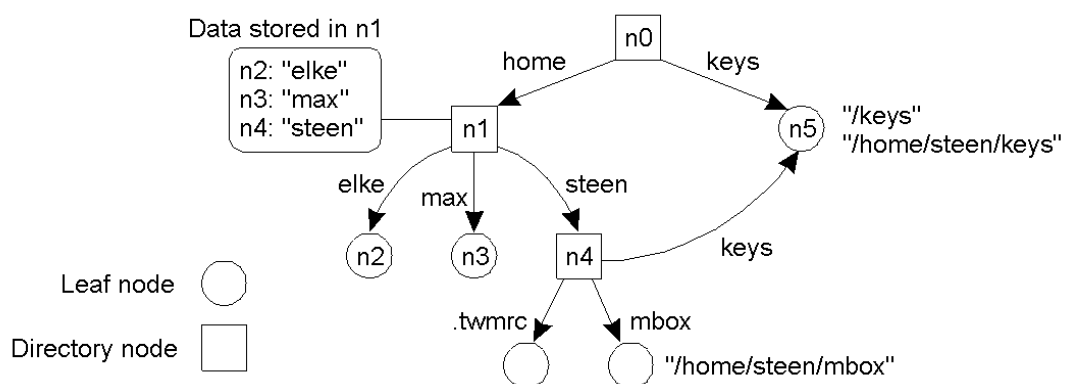 Data stored in n1
n2: "elke"
n3: "max"
n4: "steen"
n0
home
keys
n1
n5
"/keys"
"/home/steen/keys"
elke
max
steen
n2
n3
n4
keys
Leaf node
.twmrc
mbox
Directory node
"/home/steen/mbox"